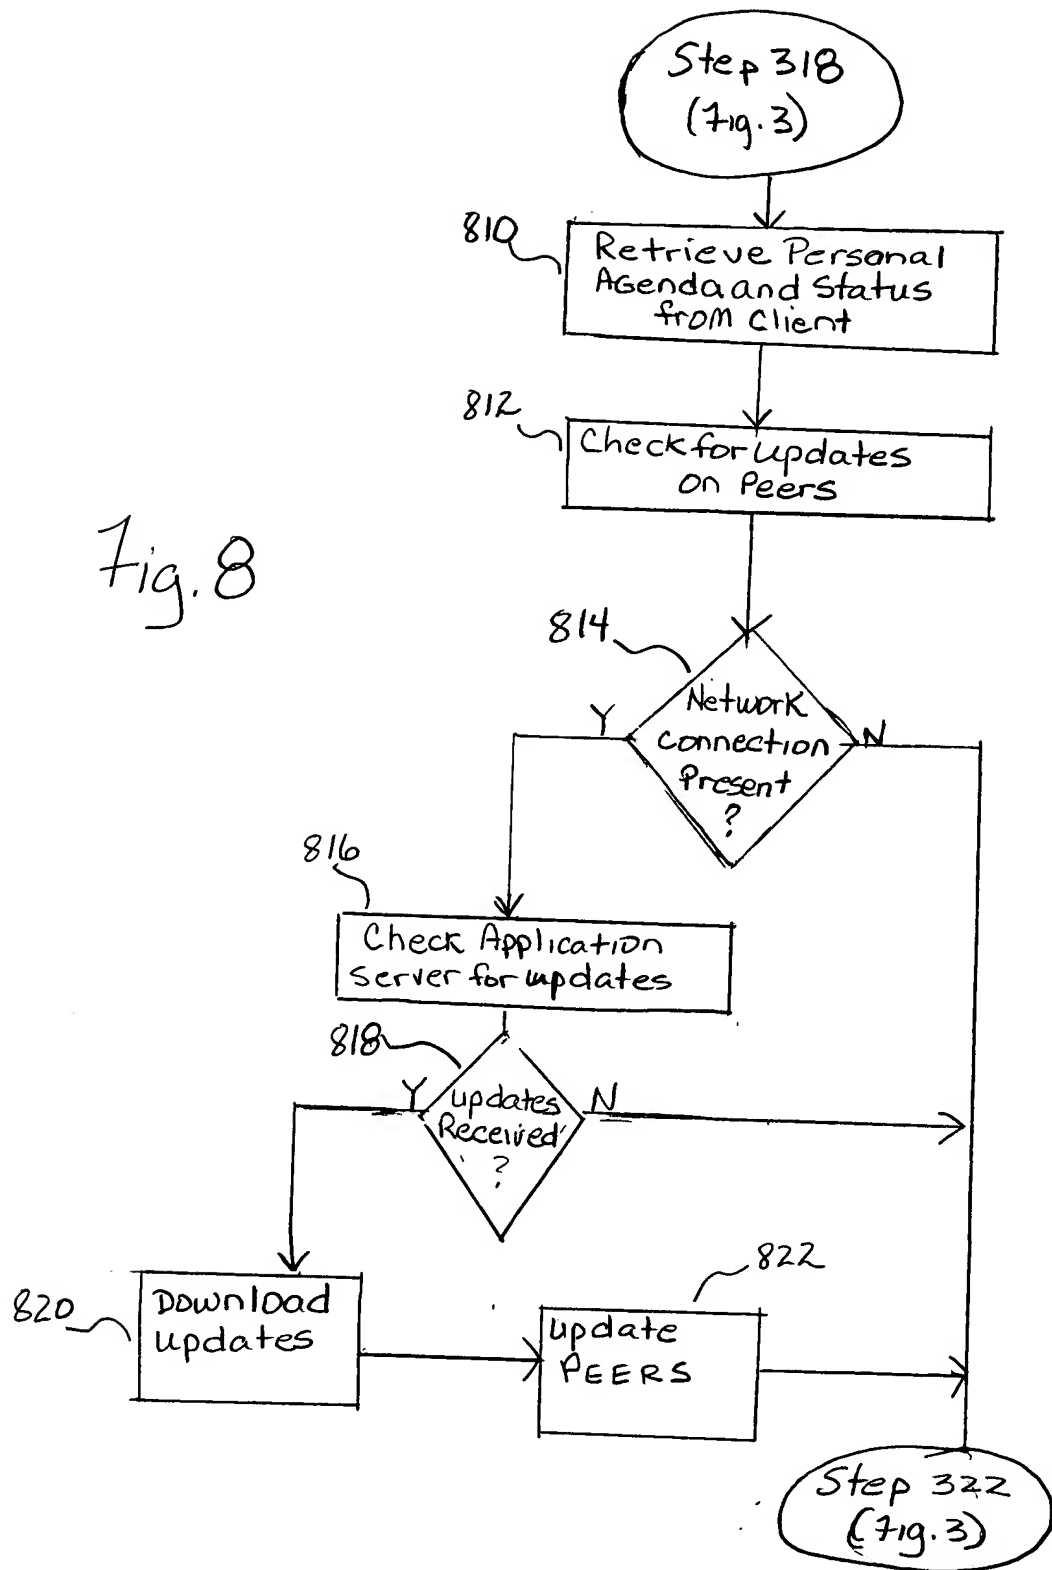 Step 318
(Fig. 3)
810
Retrieve Personal
Agenda and Status
from Client
812
Check for updates
on Peers
Fig. 8
814
Network
connection
Present
?
Y
N
816
Check Application
server for updates
818
updates
Received
?
Y
N
820
Download
updates
822
update
PEERS
Step 322
(Fig. 3)